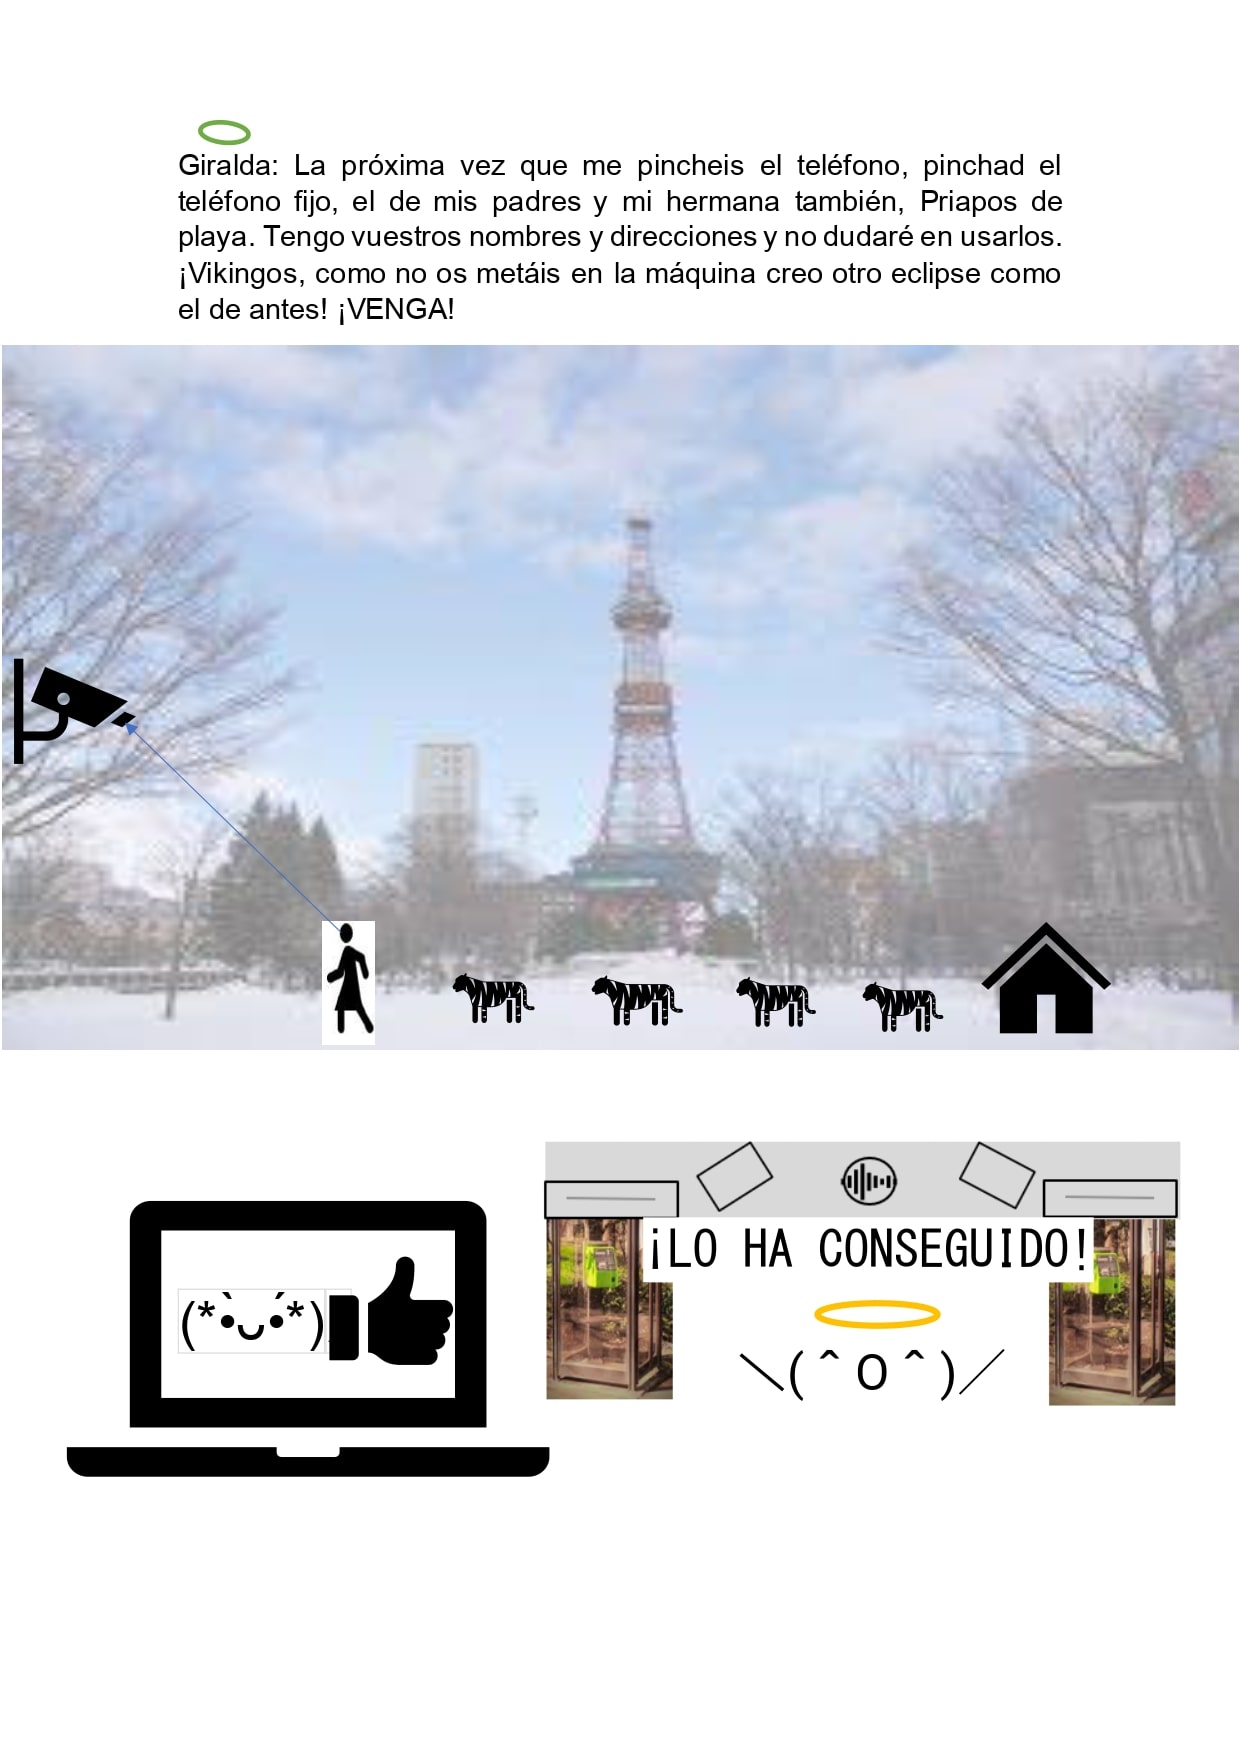 Giralda: La próxima vez que me pincheis el teléfono, pinchad el
teléfono fijo, el de mis padres y mi hermana también, Priapos de
playa. Tengo vuestros nombres y direcciones y no dudaré en usarlos.
¡Vikingos, como no os metáis en la máquina creo otro eclipse como
el de antes! ¡VENGA!
¡LO HA CONSEGUIDO!
(*•̀ᴗ•́*)
＼(＾O＾)／